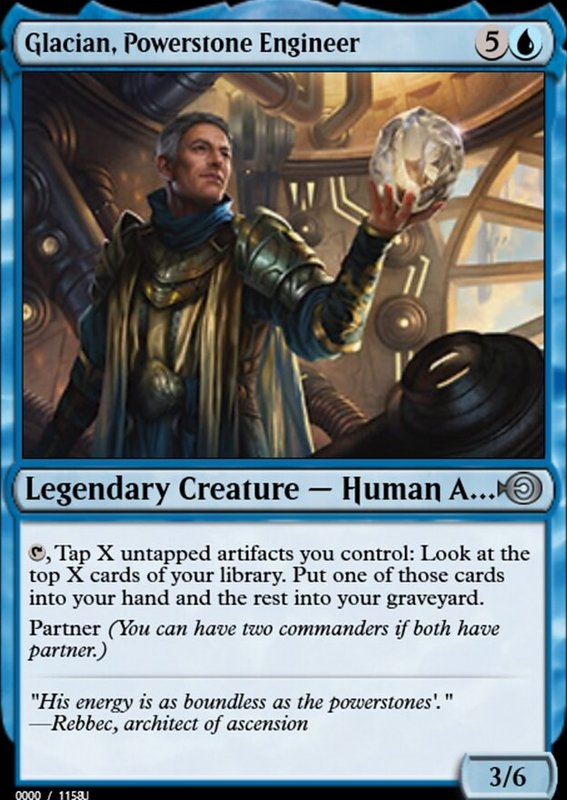 Glacian, Powerstone Engineer 5
Legendary Creature — Human A...
, Tap X untapped artifacts you control: Look at the
top X cards of your library. Put one of those cards
into your hand and the rest into your graveyard.
Partner (You can have two commanders if both have
partner.)
"His energy is as boundless as the powerstones'."
—Rebbec, architect of ascension
3/6
0000 / 1158U